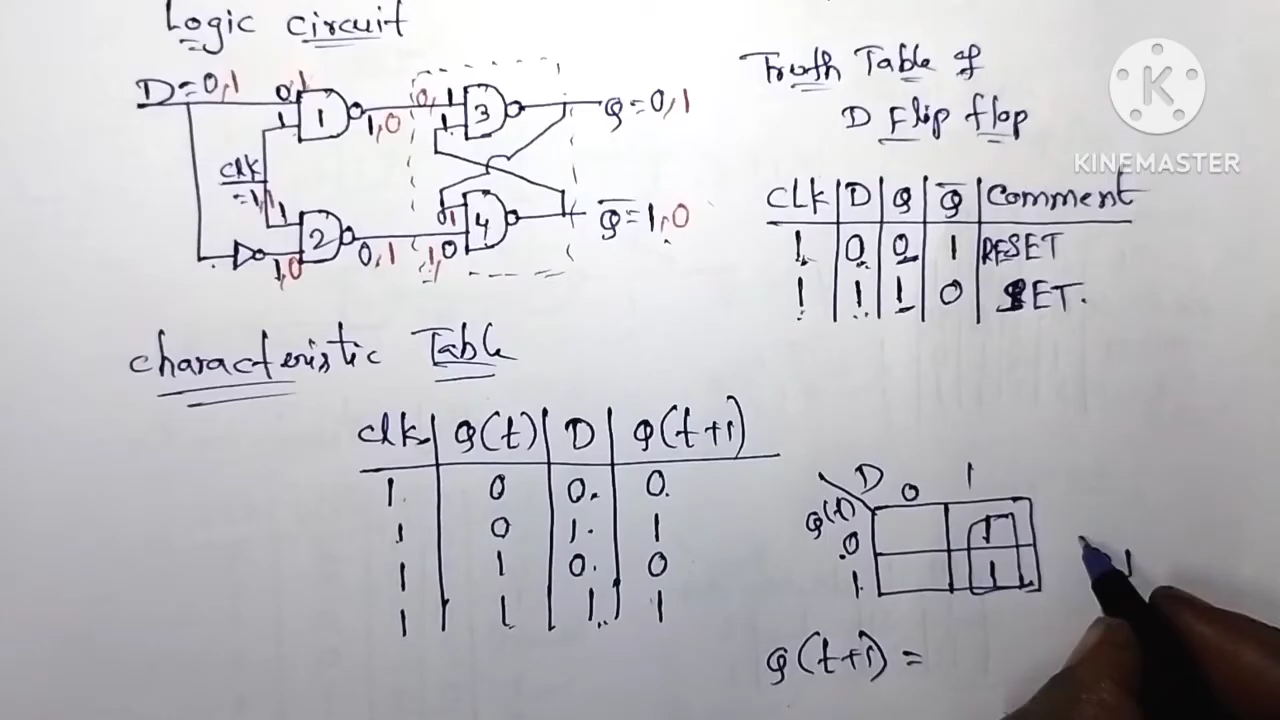 Logic circuit
D=0,1
0,1
1
1
1,0
0,1
1
1
3
Q=0,1
clk
=1,1
1
2
1,0
0,1
0,1
1,0
4
Q̅=1,0
Truth Table of
D Flip flop
CLK D Q Q̅ Comment
1 0 0 1 RESET
1 1 1 0 SET.
K
KINEMASTER
characteristic Table
clk Q(t) D Q(t+1)
1 0 0 0
1 0 1 1
1 1 0 0
1 1 1 1
D 0 1
Q(t)
0 1
1 1
Q(t+1) =